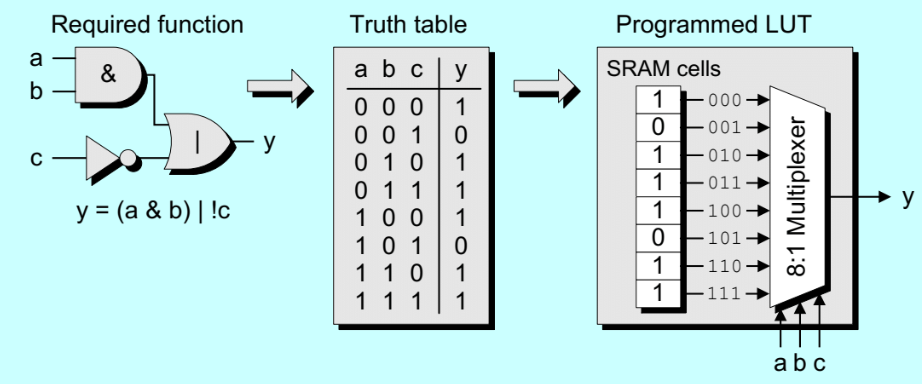 Required function
a
b
&
|
y
c
y = (a & b) | !c
Truth table
a b c y
0 0 0 1
0 0 1 0
0 1 0 1
0 1 1 1
1 0 0 1
1 0 1 0
1 1 0 1
1 1 1 1
Programmed LUT
SRAM cells
1 000
0 001
1 010
1 011
1 100
0 101
1 110
1 111
8:1 Multiplexer
y
a b c